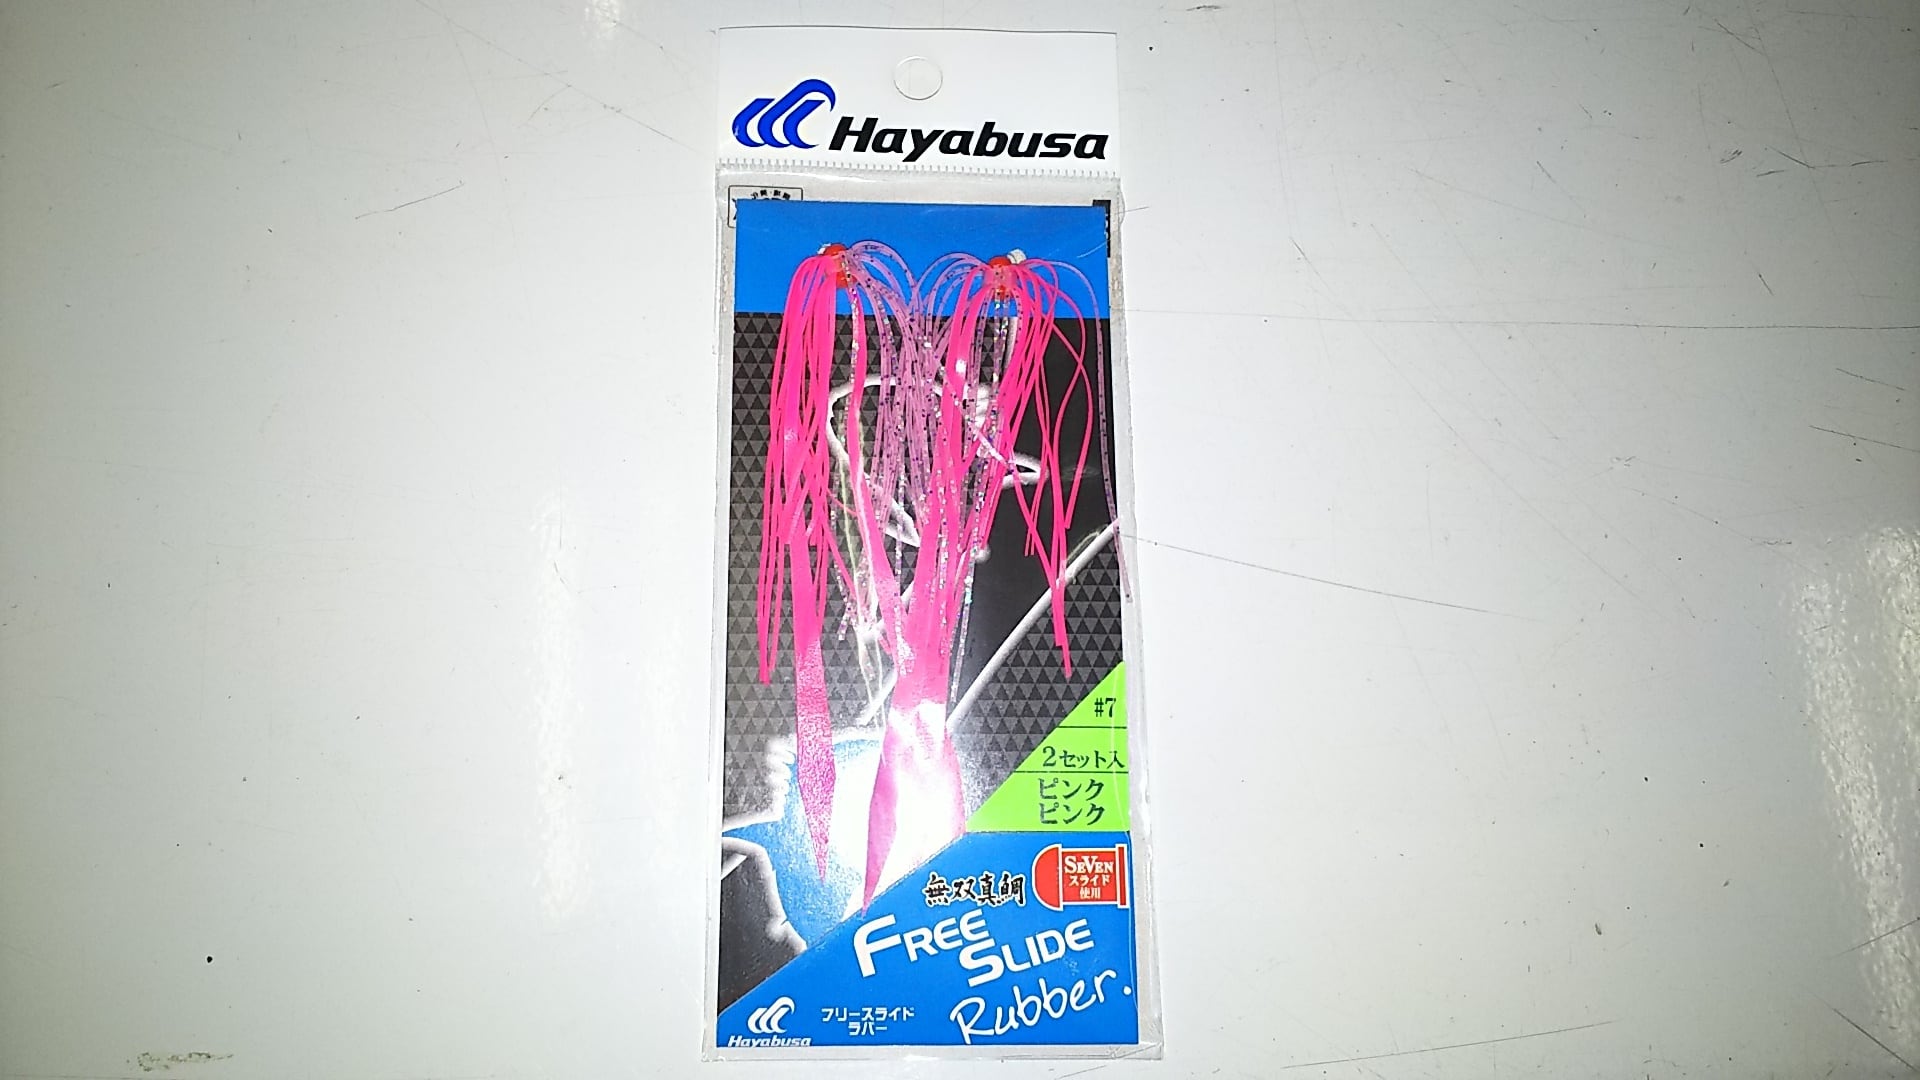 Hayabusa
#7
2セット入
ピンク
ピンク
SEVEN
スライド
使用
無双真鯛
FREE
SLIDE
Rubber.
フリースライド
ラバー
Hayabusa